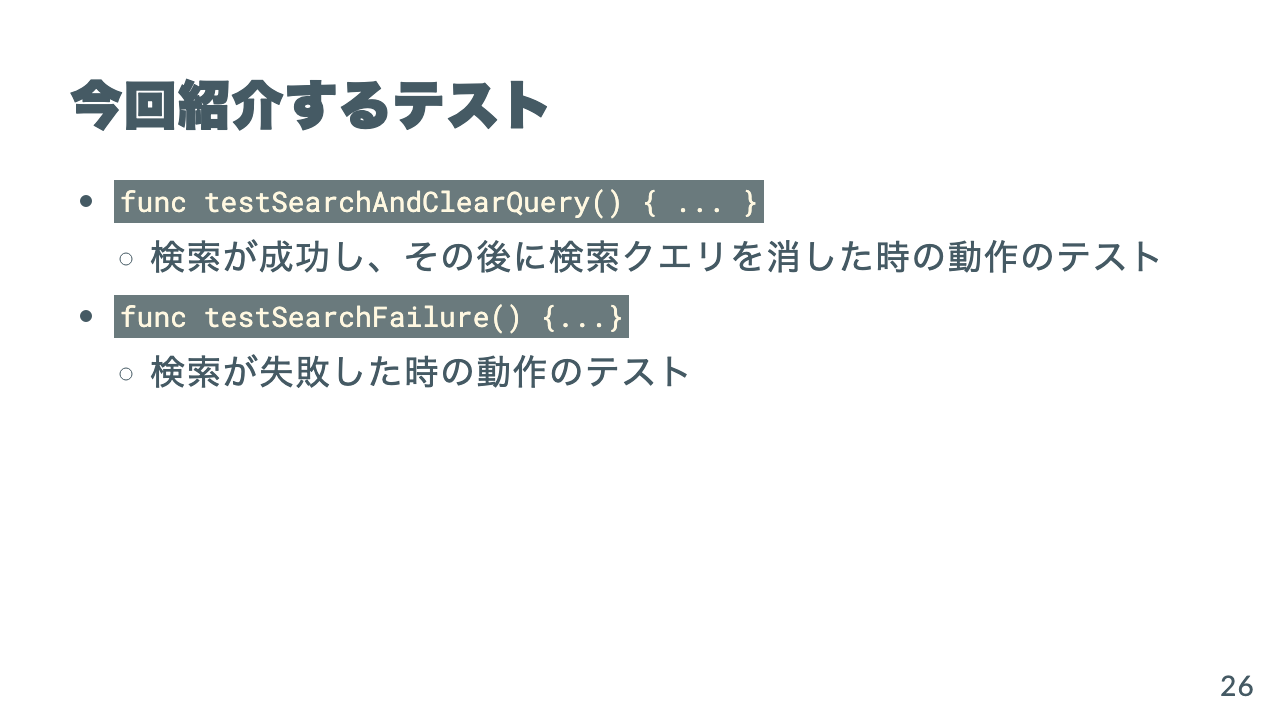 今回紹介するテスト
func testSearchAndClearQuery() { ... }
検索が成功し、その後に検索クエリを消した時の動作のテスト
func testSearchFailure() {...}
検索が失敗した時の動作のテスト
26